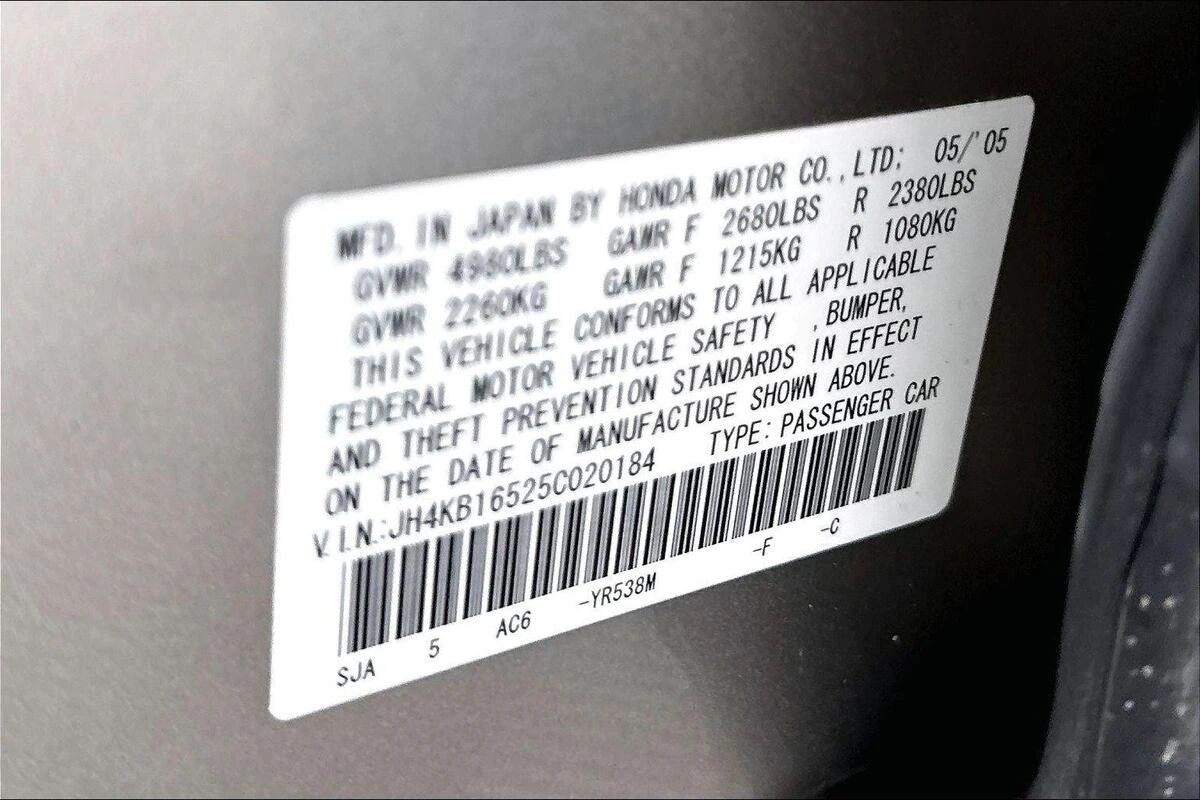 MFD. IN JAPAN BY HONDA MOTOR CO.,LTD; 05/'05
GVWR 4980LBS GAWR F 2680LBS R 2380LBS
GVWR 2260KG GAWR F 1215KG R 1080KG
THIS VEHICLE CONFORMS TO ALL APPLICABLE
FEDERAL MOTOR VEHICLE SAFETY , BUMPER,
AND THEFT PREVENTION STANDARDS IN EFFECT
ON THE DATE OF MANUFACTURE SHOWN ABOVE.
V.I.N.:JH4KB16525C020184 TYPE: PASSENGER CAR
SJA 5 AC6 -YR538M -F -C